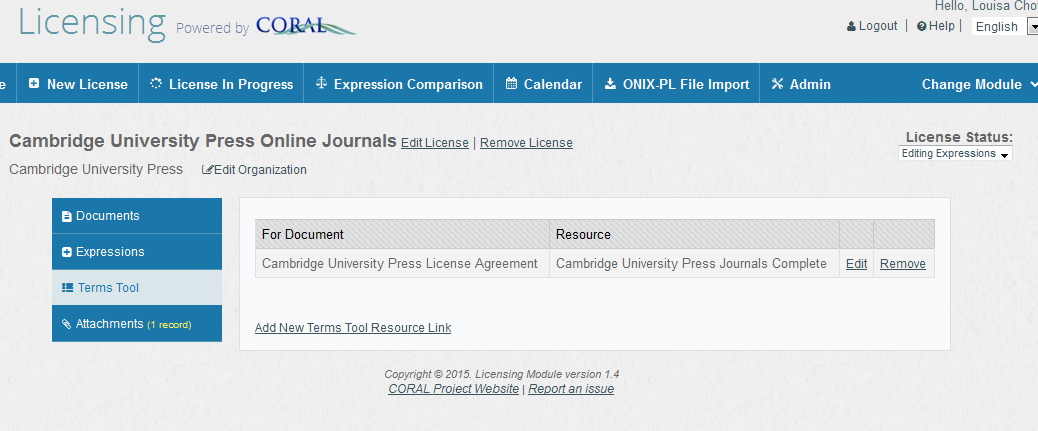 Hello, Louisa Cho
Licensing Powered by CORAL
Logout | Help | English
e New License License In Progress Expression Comparison Calendar ONIX-PL File Import Admin Change Module
Cambridge University Press Online Journals Edit License | Remove License
License Status:
Editing Expressions
Cambridge University Press Edit Organization
Documents
Expressions
Terms Tool
Attachments (1 record)
For Document Resource
Cambridge University Press License Agreement Cambridge University Press Journals Complete Edit Remove
Add New Terms Tool Resource Link
Copyright © 2015. Licensing Module version 1.4
CORAL Project Website | Report an issue